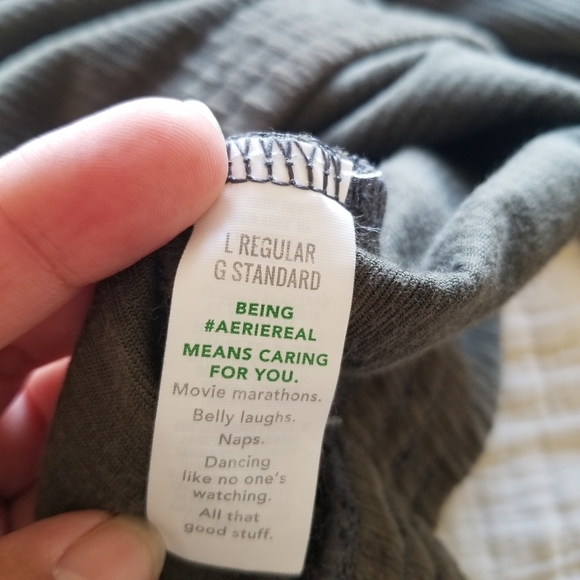 L REGULAR
G STANDARD
BEING
#AERIEREAL
MEANS CARING
FOR YOU.
Movie marathons.
Belly laughs.
Naps.
Dancing
like no one's
watching.
All that
good stuff.